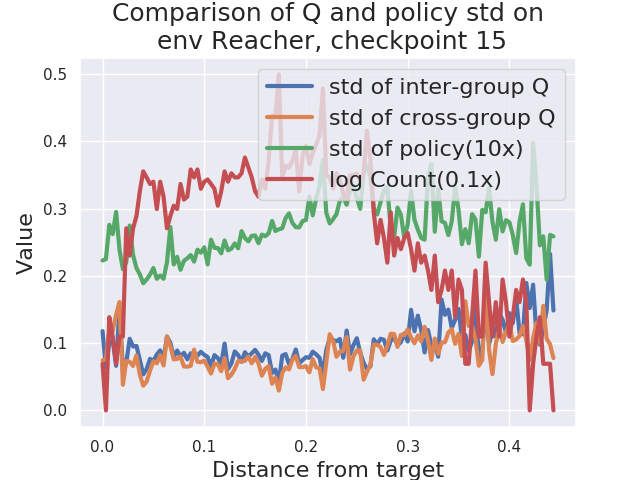 Comparison of Q and policy std on
env Reacher, checkpoint 15
std of inter-group Q
std of cross-group Q
std of policy(10x)
log Count(0.1x)
Value
0.5
0.4
0.3
0.2
0.1
0.0
0.0 0.1 0.2 0.3 0.4
Distance from target